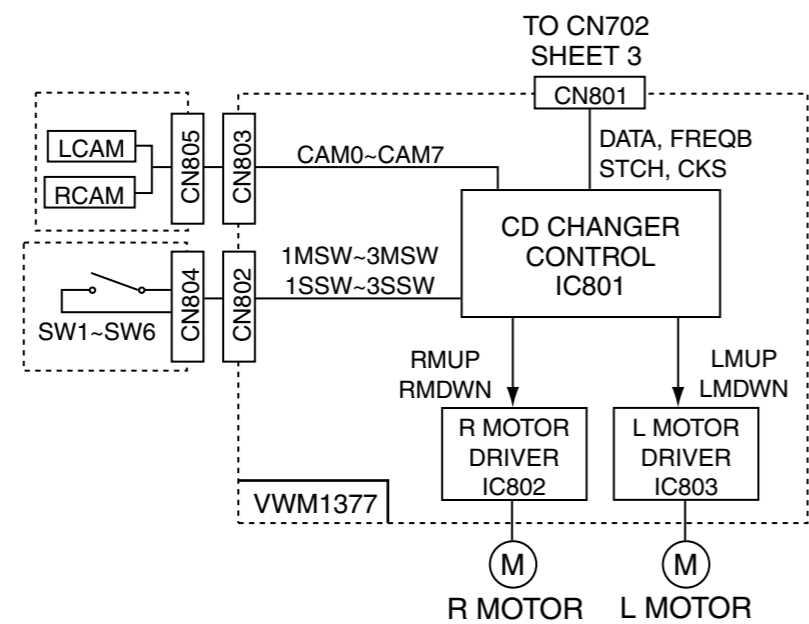 TO CN702
SHEET 3
CN801
DATA, FREQB
STCH, CKS
LCAM
RCAM
CN805
CN803
CAM0~CAM7
CD CHANGER
CONTROL
IC801
1MSW~3MSW
1SSW~3SSW
SW1~SW6
CN804
CN802
RMUP
RMDWN
LMUP
LMDWN
R MOTOR
DRIVER
IC802
L MOTOR
DRIVER
IC803
VWM1377
M
R MOTOR
M
L MOTOR